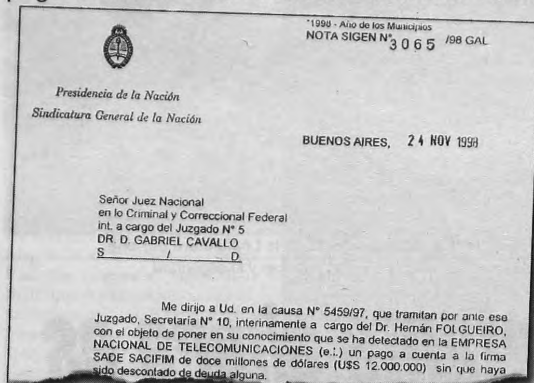 "1998 - Año de los Municipios
NOTA SIGEN N° 3065 /98 GAL
Presidencia de la Nación
Sindicatura General de la Nación
BUENOS AIRES, 24 NOV 1998
Señor Juez Nacional
en lo Criminal y Correccional Federal
int. a cargo del Juzgado N° 5
DR. D. GABRIEL CAVALLO
S / D
Me dirijo a Ud. en la causa N° 5459/97, que tramitan por ante ese
Juzgado, Secretaría N° 10, interinamente a cargo del Dr. Hernán FOLGUEIRO,
con el objeto de poner en su conocimiento que se ha detectado en la EMPRESA
NACIONAL DE TELECOMUNICACIONES (e.l.) un pago a cuenta a la firma
SADE SACIFIM de doce millones de dólares (U$S 12.000.000) sin que haya
sido descontado de deuda alguna.